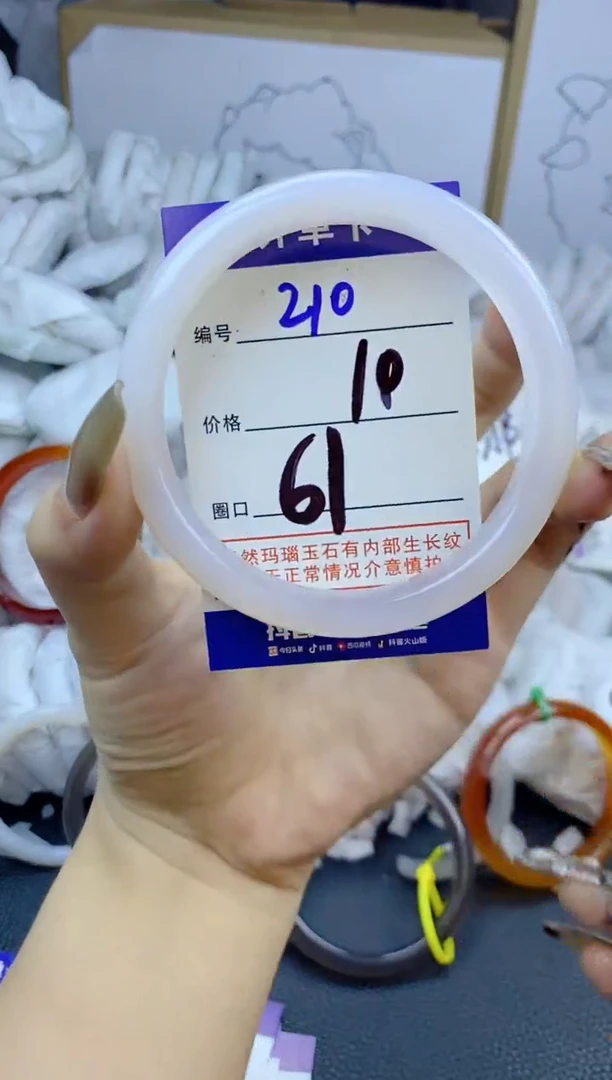 编号 210
价格 10
圈口 61
然玛瑙玉石有内部生长纹
正常情况介意慎拍
今日头条 抖音 西瓜视频 抖音火山版